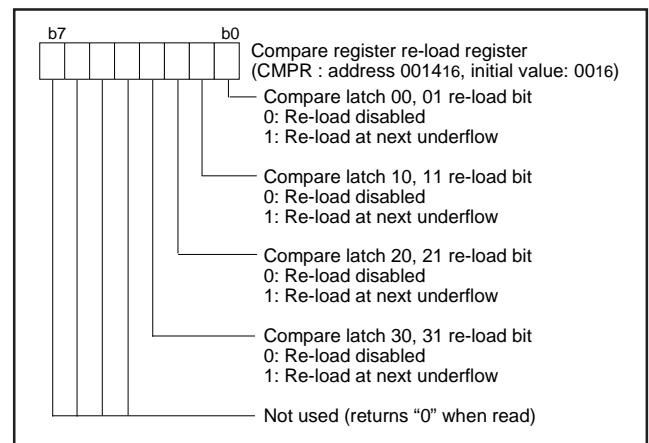 b7 b0
Compare register re-load register
(CMPR : address 001416, initial value: 0016)
Compare latch 00, 01 re-load bit
0: Re-load disabled
1: Re-load at next underflow
Compare latch 10, 11 re-load bit
0: Re-load disabled
1: Re-load at next underflow
Compare latch 20, 21 re-load bit
0: Re-load disabled
1: Re-load at next underflow
Compare latch 30, 31 re-load bit
0: Re-load disabled
1: Re-load at next underflow
Not used (returns “0” when read)